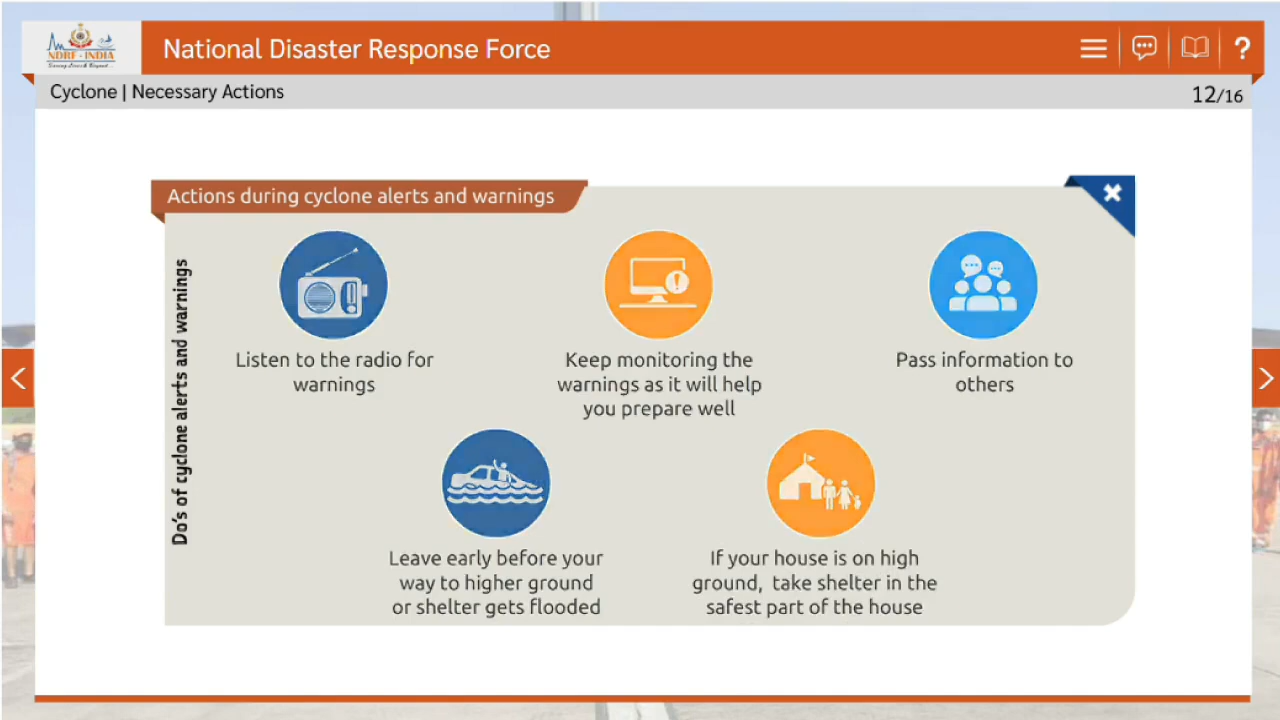 NDRF - INDIA
National Disaster Response Force
?
Cyclone | Necessary Actions
12/16
Actions during cyclone alerts and warnings
Do's of cyclone alerts and warnings
Listen to the radio for
warnings
Keep monitoring the
warnings as it will help
you prepare well
Pass information to
others
Leave early before your
way to higher ground
or shelter gets flooded
If your house is on high
ground, take shelter in the
safest part of the house